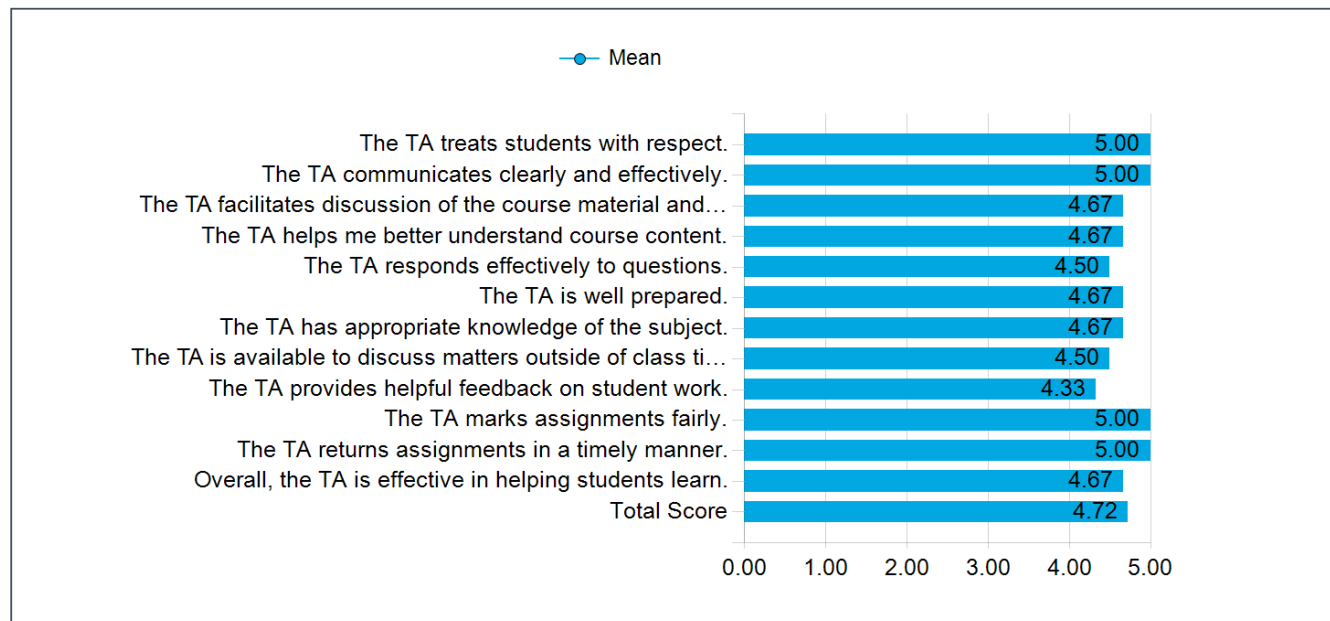 Mean
The TA treats students with respect. 5.00
The TA communicates clearly and effectively. 5.00
The TA facilitates discussion of the course material and… 4.67
The TA helps me better understand course content. 4.67
The TA responds effectively to questions. 4.50
The TA is well prepared. 4.67
The TA has appropriate knowledge of the subject. 4.67
The TA is available to discuss matters outside of class ti… 4.50
The TA provides helpful feedback on student work. 4.33
The TA marks assignments fairly. 5.00
The TA returns assignments in a timely manner. 5.00
Overall, the TA is effective in helping students learn. 4.67
Total Score 4.72
0.00 1.00 2.00 3.00 4.00 5.00